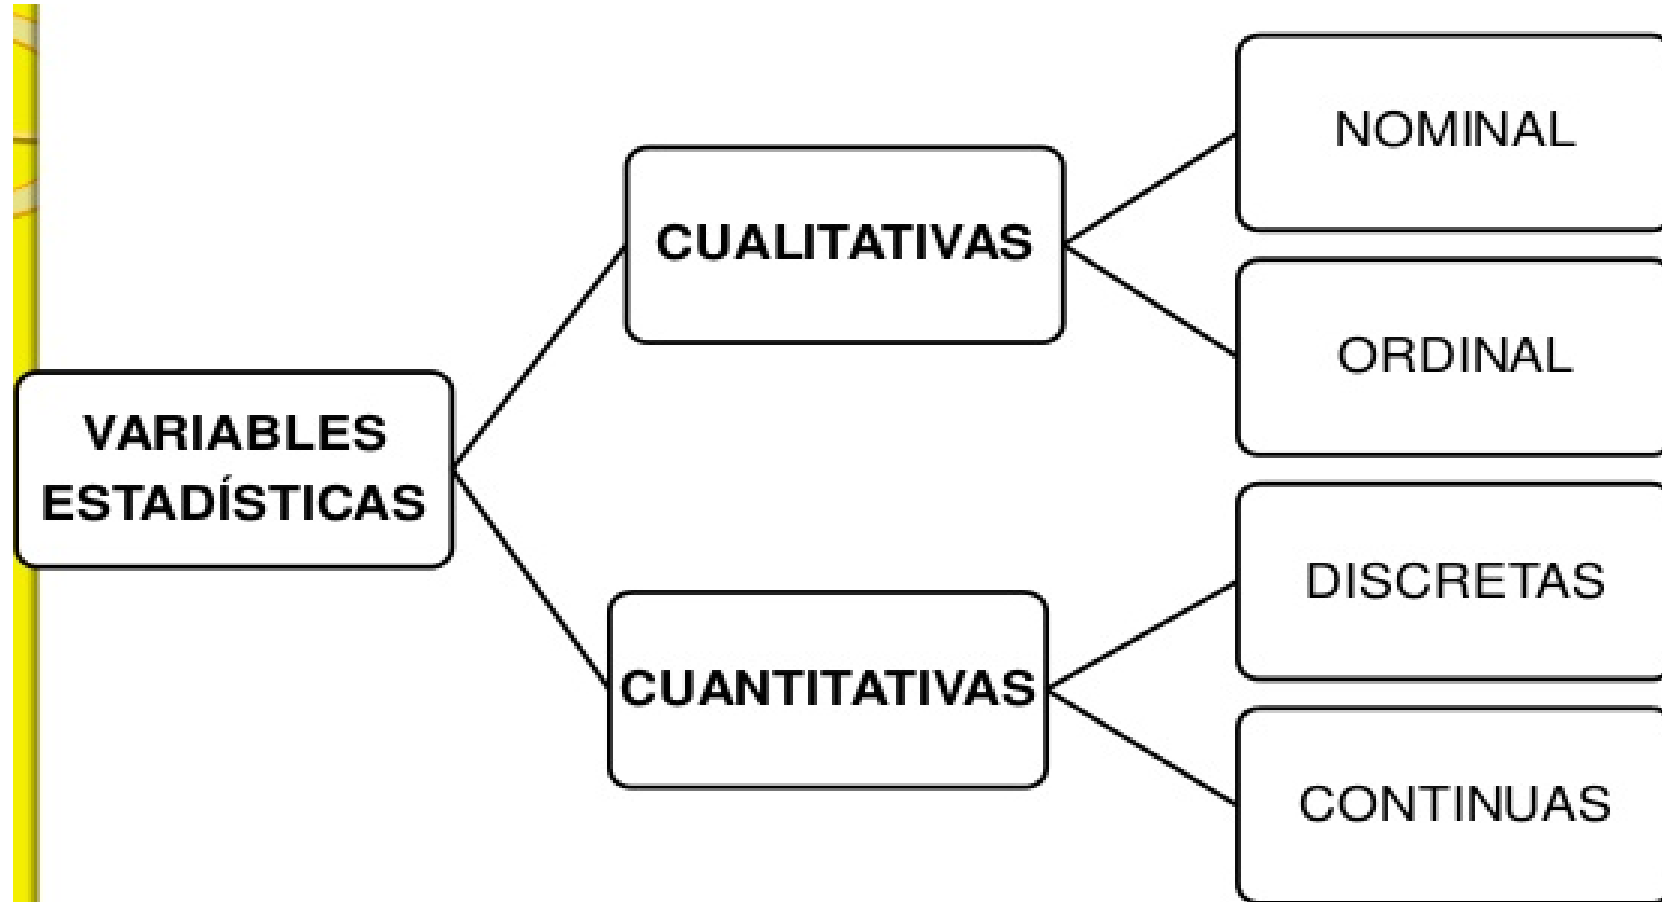 NOMINAL
CUALITATIVAS
ORDINAL
VARIABLES
ESTADÍSTICAS
DISCRETAS
CUANTITATIVAS
CONTINUAS